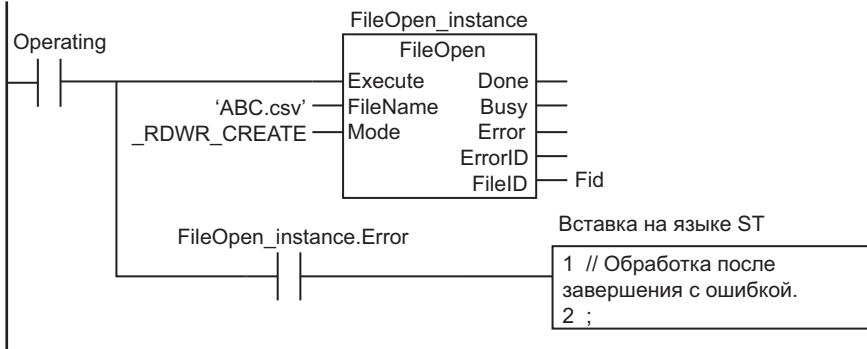 FileOpen_instance
Operating
FileOpen
Execute Done
'ABC.csv' FileName Busy
_RDWR_CREATE Mode Error
ErrorID
FileID Fid
Вставка на языке ST
FileOpen_instance.Error
1 // Обработка после
завершения с ошибкой.
2 ;